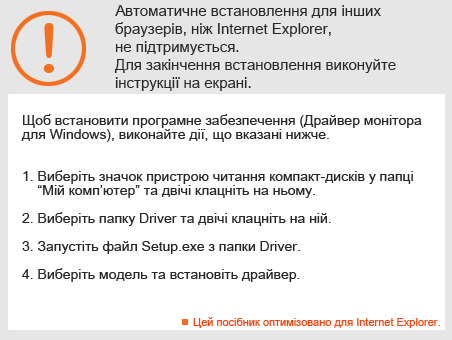 Автоматичне встановлення для інших
браузерів, ніж Internet Explorer,
не підтримується.
Для закінчення встановлення виконуйте
інструкції на екрані.
Щоб встановити програмне забезпечення (Драйвер монітора
для Windows), виконайте дії, що вказані нижче.
1. Виберіть значок пристрою читання компакт-дисків у папці
“Мій комп’ютер” та двічі клацніть на ньому.
2. Виберіть папку Driver та двічі клацніть на ній.
3. Запустіть файл Setup.exe з папки Driver.
4. Виберіть модель та встановіть драйвер.
Цей посібник оптимізовано для Internet Explorer.